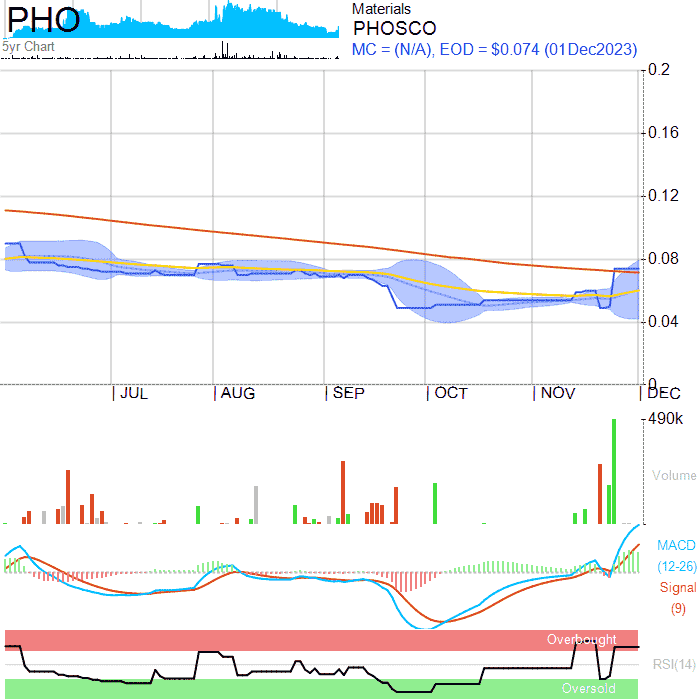 PHO
5yr Chart
Materials
PHOSCO
MC = (N/A), EOD = $0.074 (01Dec2023)
0.2
0.16
0.12
0.08
0.04
0
JUL AUG SEP OCT NOV DEC
490k
Volume
MACD
(12-26)
Signal
(9)
Overbought
RSI(14)
Oversold